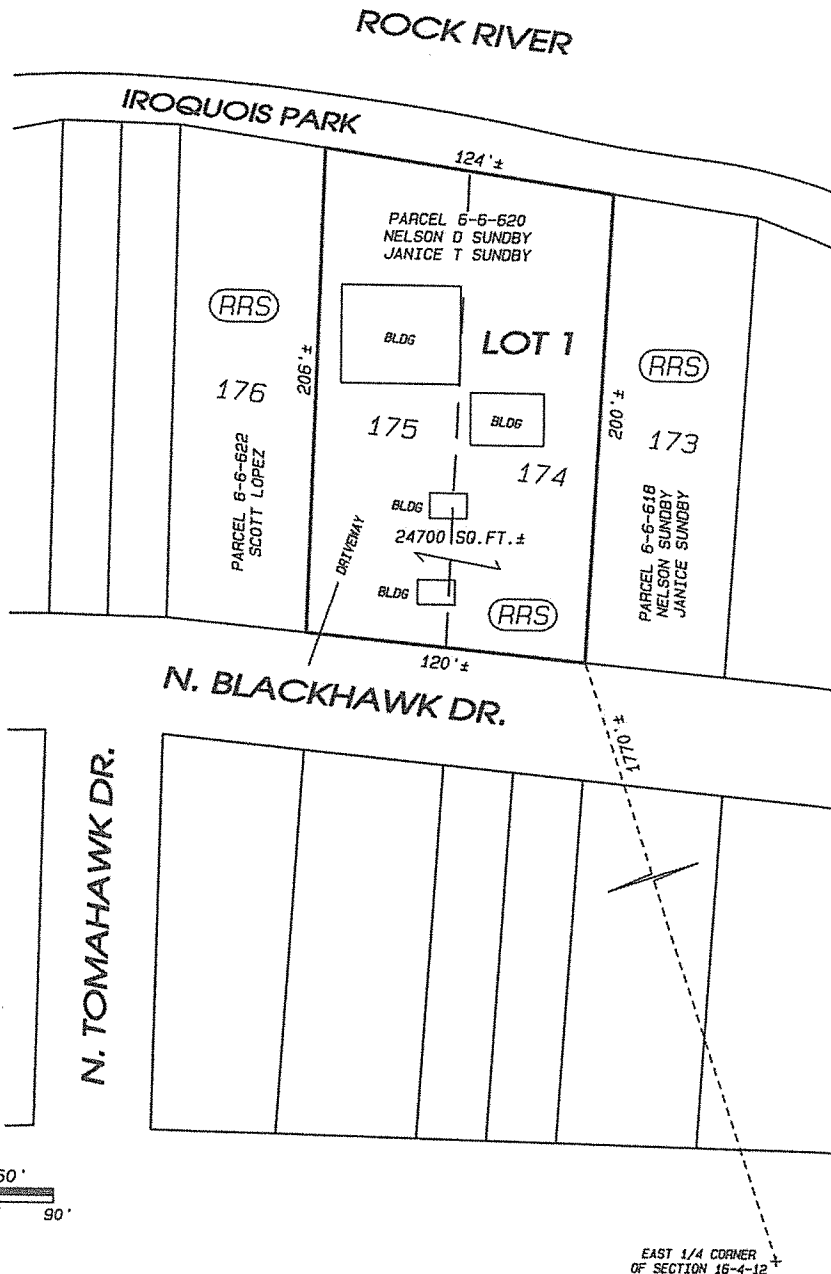 ROCK RIVER
IROQUOIS PARK
124'±
PARCEL 6-6-620
NELSON D SUNDBY
JANICE T SUNDBY
RRS
BLDG
LOT 1
RRS
206'±
176
175
BLDG
200'±
173
174
PARCEL 6-6-622
SCOTT LOPEZ
BLDG
24700 SQ.FT.±
DRIVEWAY
PARCEL 6-6-618
NELSON SUNDBY
JANICE SUNDBY
BLDG
RRS
120'±
N. BLACKHAWK DR.
1770'±
N. TOMAHAWK DR.
60'
90'
EAST 1/4 CORNER
OF SECTION 16-4-12